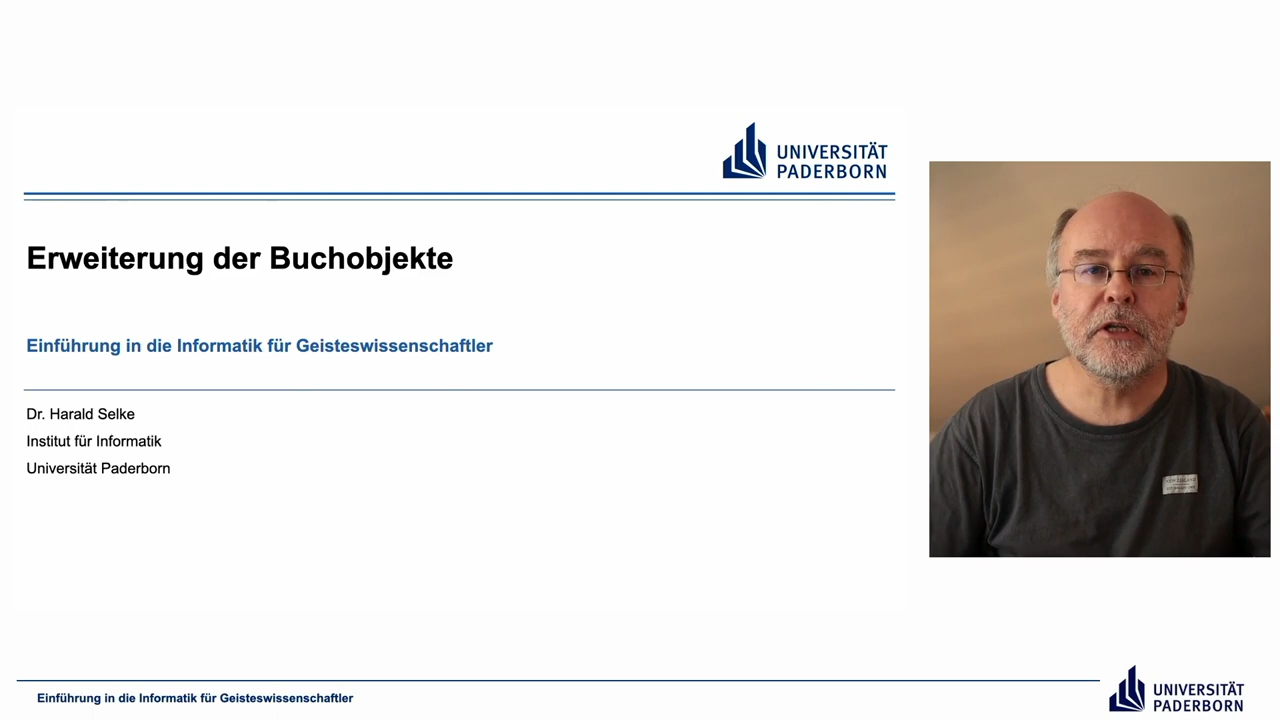 UNIVERSITÄT
PADERBORN
Erweiterung der Buchobjekte
Einführung in die Informatik für Geisteswissenschaftler
Dr. Harald Selke
Institut für Informatik
Universität Paderborn
Einführung in die Informatik für Geisteswissenschaftler
UNIVERSITÄT
PADERBORN